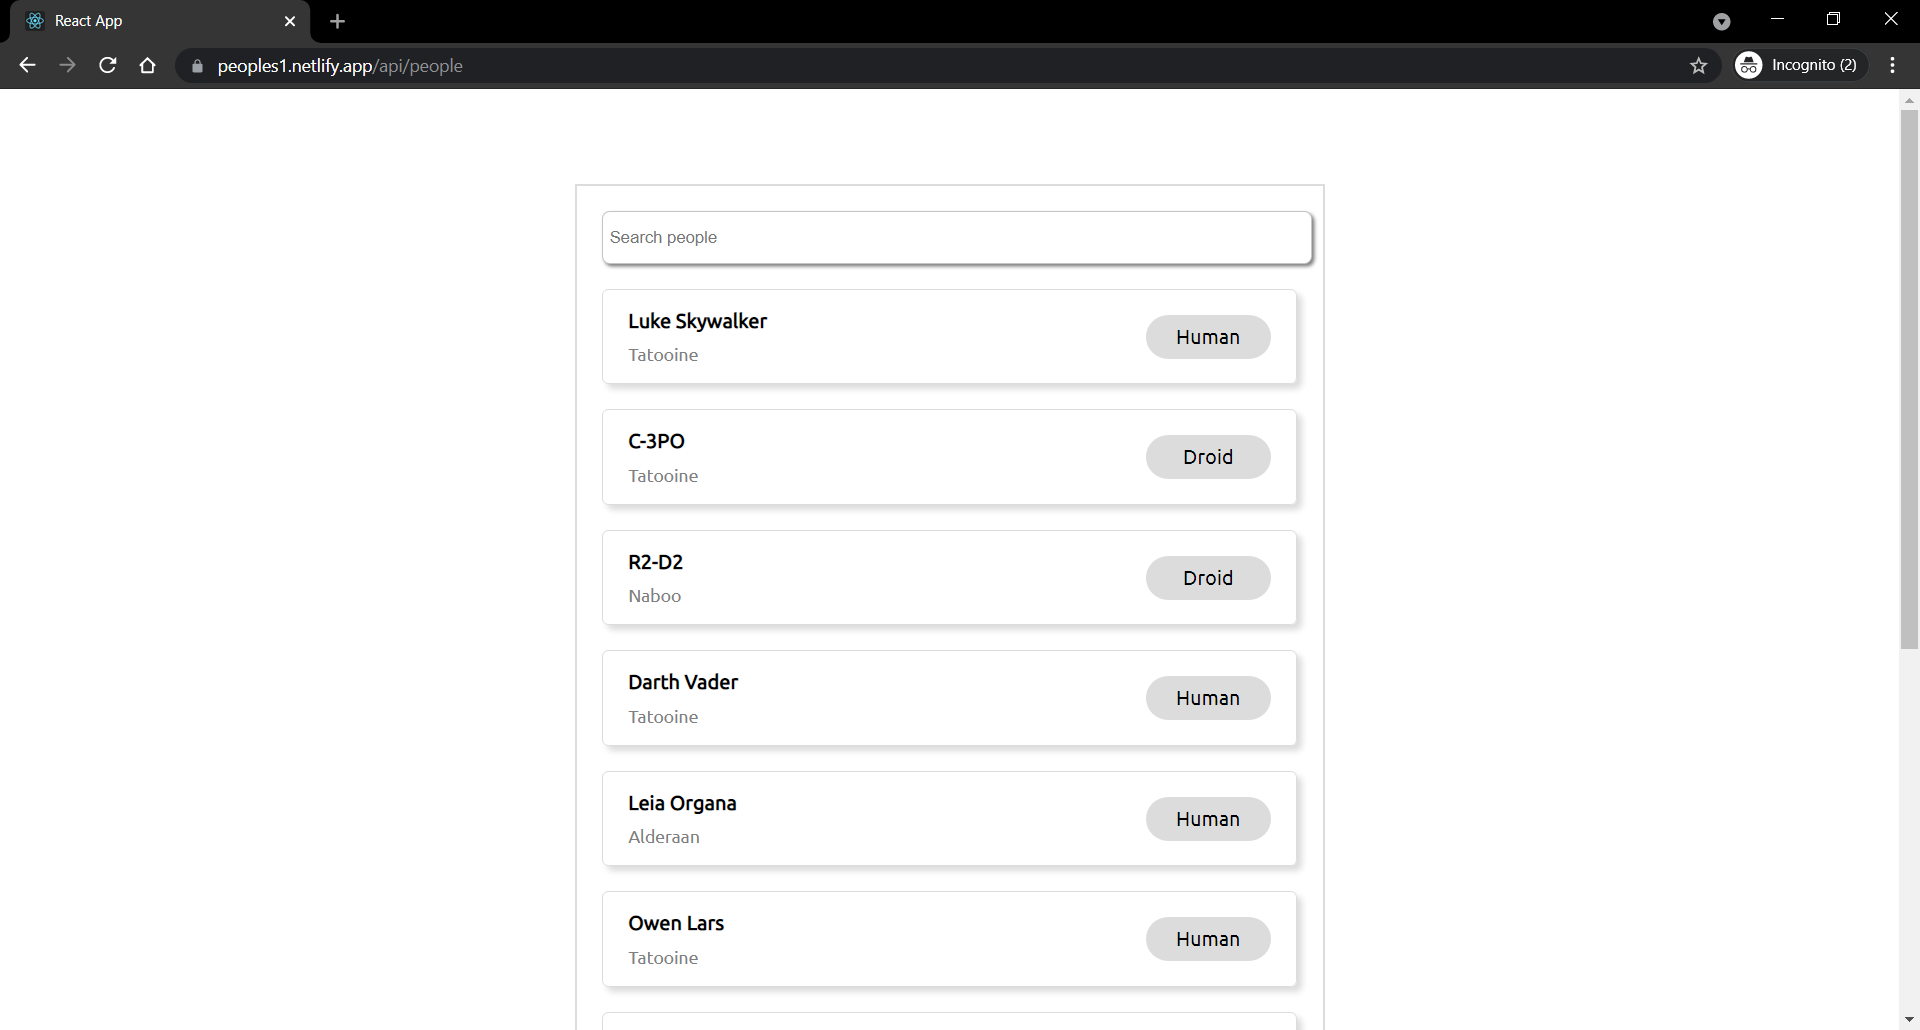 React App
peoples1.netlify.app/api/people
Incognito (2)
Search people
Luke Skywalker
Human
Tatooine
C-3PO
Droid
Tatooine
R2-D2
Droid
Naboo
Darth Vader
Human
Tatooine
Leia Organa
Human
Alderaan
Owen Lars
Human
Tatooine